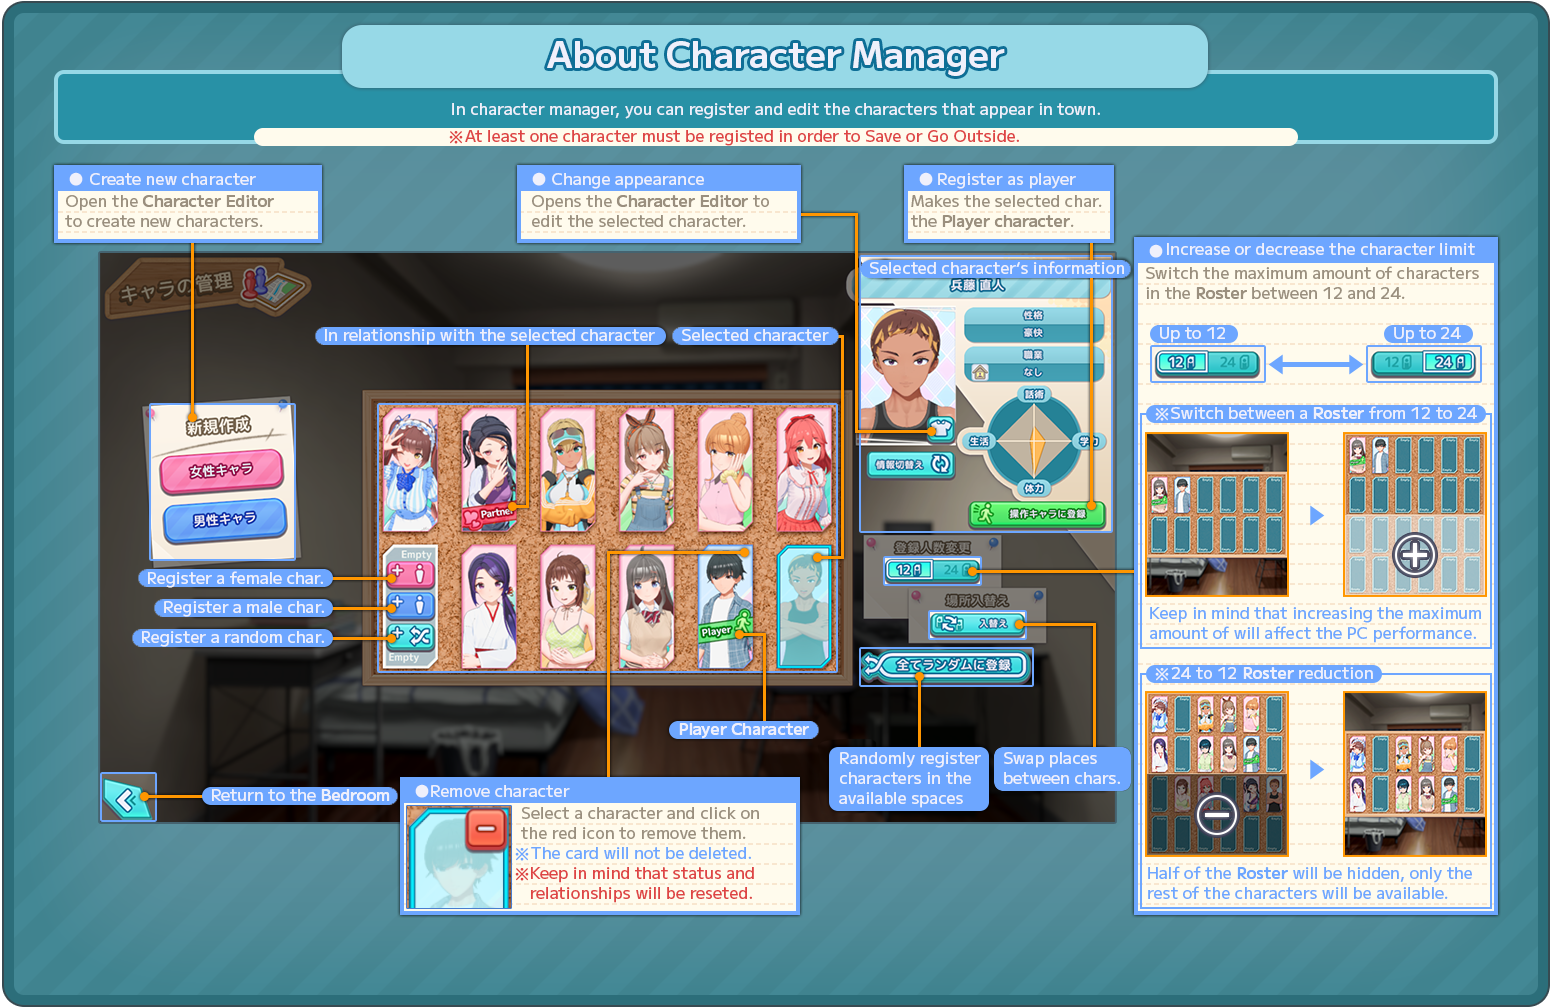 About Character Manager
In character manager, you can register and edit the characters that appear in town.
※At least one character must be registed in order to Save or Go Outside.
● Create new character
Open the Character Editor
to create new characters.
● Change appearance
Opens the Character Editor to
edit the selected character.
● Register as player
Makes the selected char.
the Player character.
キャラの管理
Selected character's information
兵藤 直人
In relationship with the selected character
Selected character
性格
豪快
職業
なし
話術
生活
学力
体力
情報切替え
操作キャラに登録
新規作成
女性キャラ
男性キャラ
Partner
Empty
Empty
Player
Register a female char.
Register a male char.
Register a random char.
登録人数変更
12 24
場所入替え
入替え
全てランダムに登録
Player Character
Randomly register
characters in the
available spaces
Swap places
between chars.
Return to the Bedroom
●Remove character
Select a character and click on
the red icon to remove them.
※The card will not be deleted.
※Keep in mind that status and
relationships will be reseted.
●Increase or decrease the character limit
Switch the maximum amount of characters
in the Roster between 12 and 24.
Up to 12
Up to 24
12 24
12 24
※Switch between a Roster from 12 to 24
Keep in mind that increasing the maximum
amount of will affect the PC performance.
※24 to 12 Roster reduction
Half of the Roster will be hidden, only the
rest of the characters will be available.